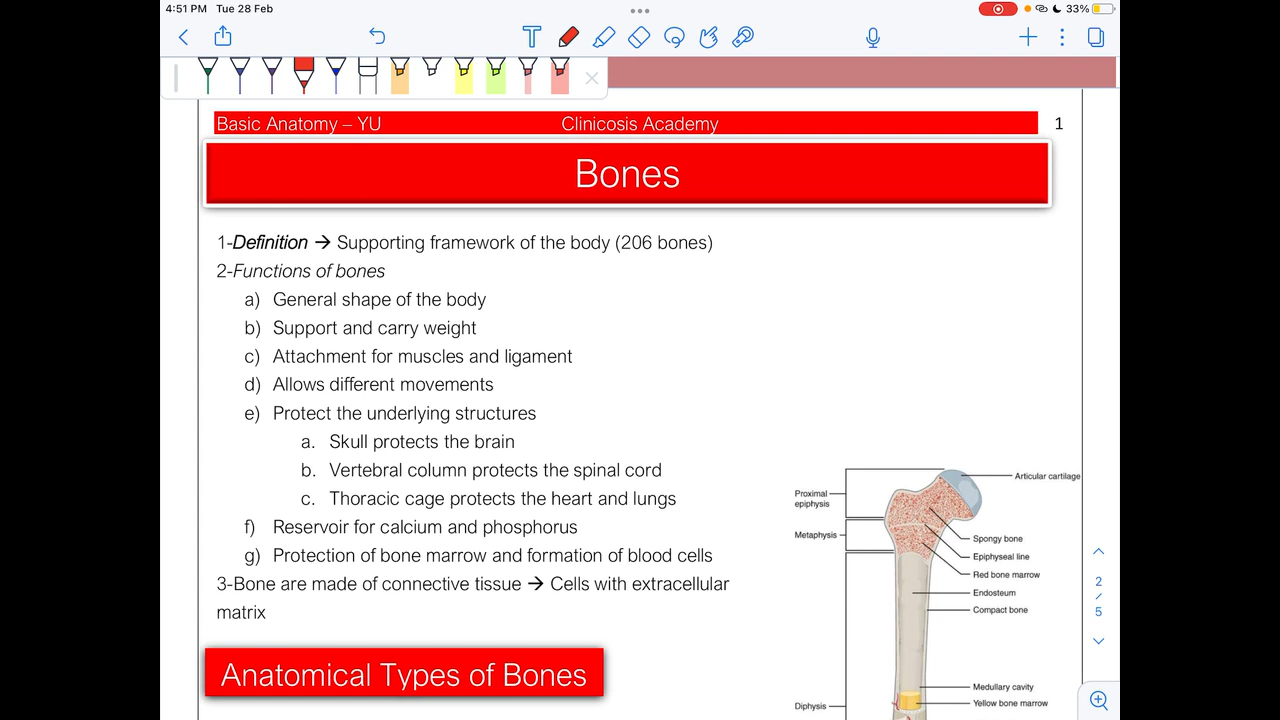 4:51 PM Tue 28 Feb
33%
Basic Anatomy – YU Clinicosis Academy 1
Bones
1-Definition → Supporting framework of the body (206 bones)
2-Functions of bones
a) General shape of the body
b) Support and carry weight
c) Attachment for muscles and ligament
d) Allows different movements
e) Protect the underlying structures
a. Skull protects the brain
b. Vertebral column protects the spinal cord
c. Thoracic cage protects the heart and lungs
f) Reservoir for calcium and phosphorus
g) Protection of bone marrow and formation of blood cells
3-Bone are made of connective tissue → Cells with extracellular
matrix
Anatomical Types of Bones
Articular cartilage
Proximal
epiphysis
Metaphysis
Spongy bone
Epiphyseal line
Red bone marrow
Endosteum
Compact bone
Medullary cavity
Yellow bone marrow
Diphysis
2
/
5